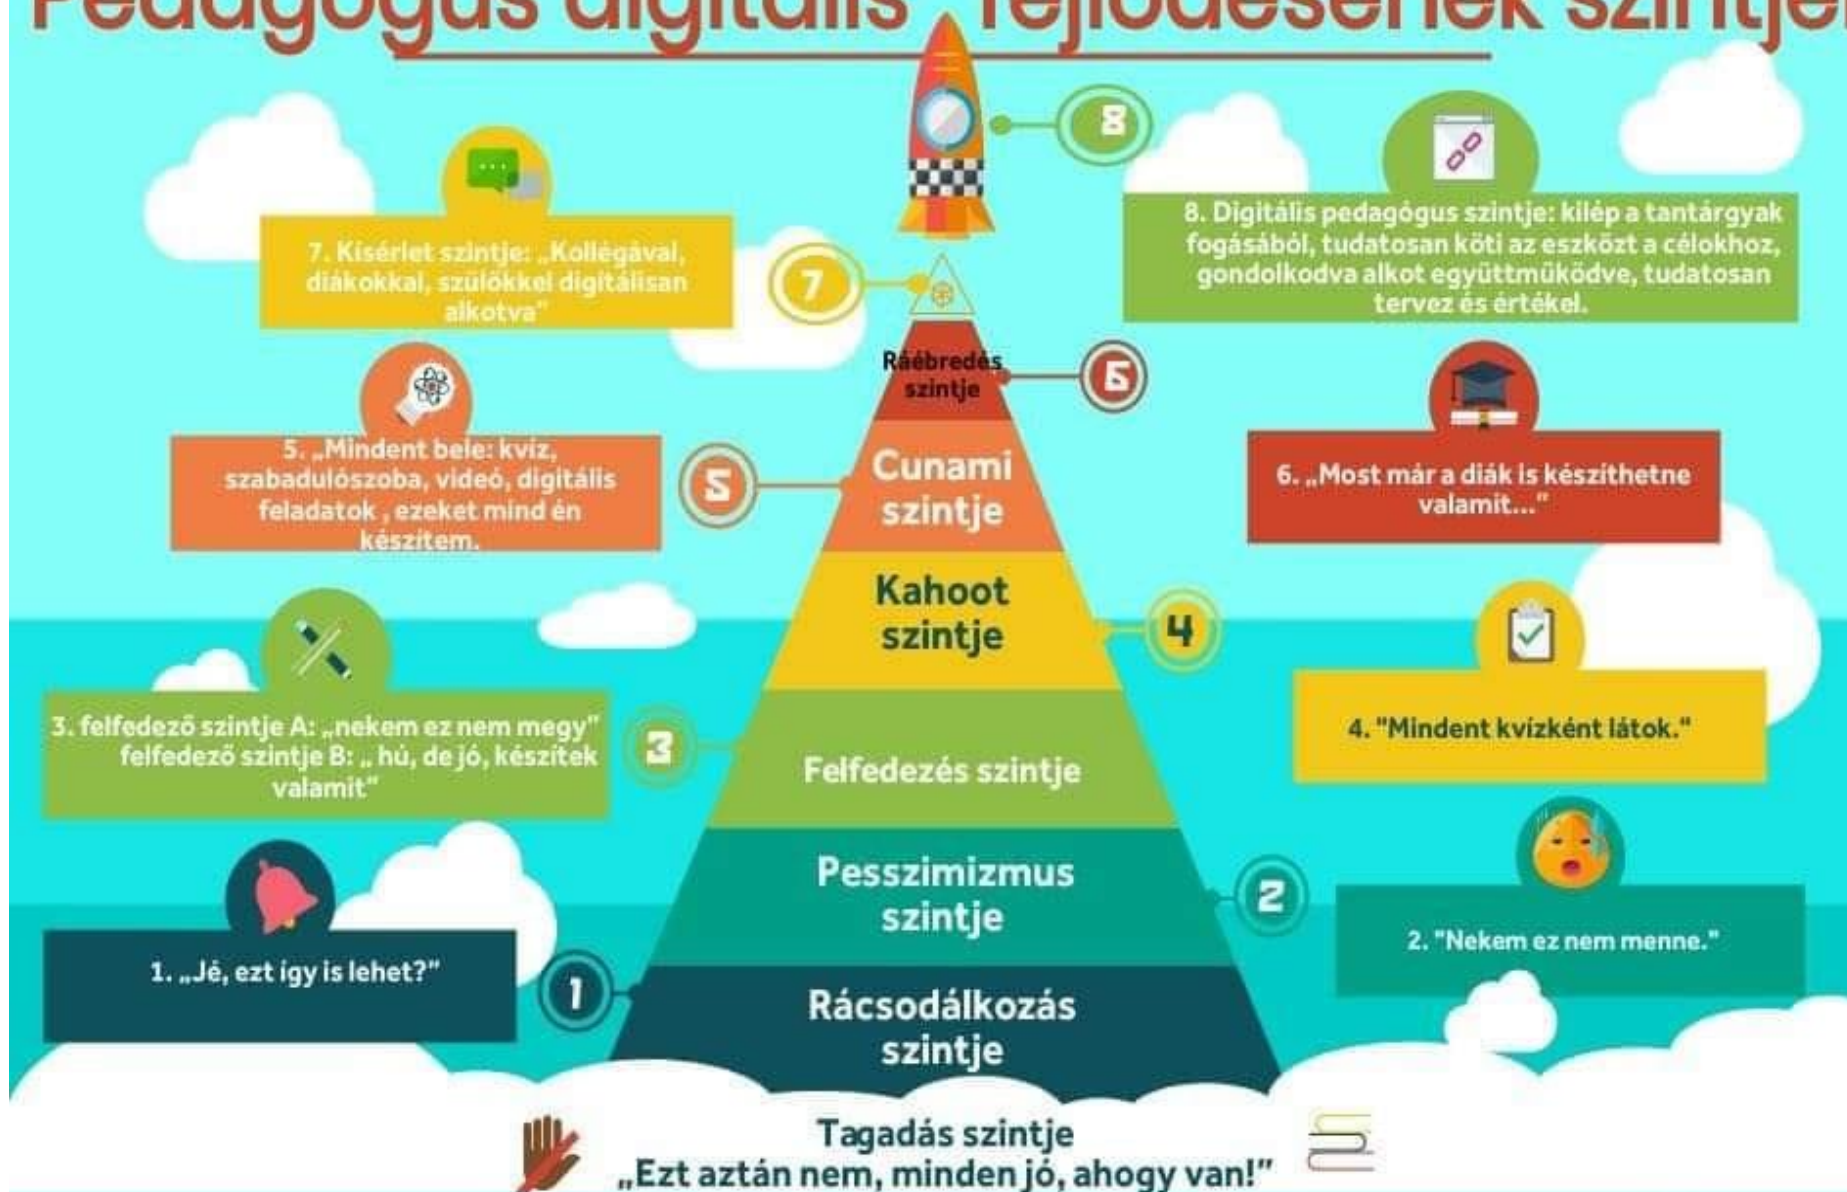 Pedagógus digitális fejlődésének szintjei
8
7. Kísérlet szintje: „Kollégával,
diákokkal, szülőkkel digitálisan
alkotva”
7
8. Digitális pedagógus szintje: kilép a tantárgyak
fogásából, tudatosan köti az eszközt a célokhoz,
gondolkodva alkot együttműködve, tudatosan
tervez és értékel.
Ráébredés
szintje
6
5. „Mindent bele: kvíz,
szabadulószoba, videó, digitális
feladatok , ezeket mind én
készítem.
5
Cunami
szintje
6. „Most már a diák is készíthetne
valamit...”
Kahoot
szintje
4
3. felfedező szintje A: „nekem ez nem megy”
felfedező szintje B: „ hú, de jó, készítek
valamit”
3
Felfedezés szintje
4. "Mindent kvízként látok."
Pesszimizmus
szintje
2
2. "Nekem ez nem menne."
1. „Jé, ezt így is lehet?”
1
Rácsodálkozás
szintje
Tagadás szintje
„Ezt aztán nem, minden jó, ahogy van!”